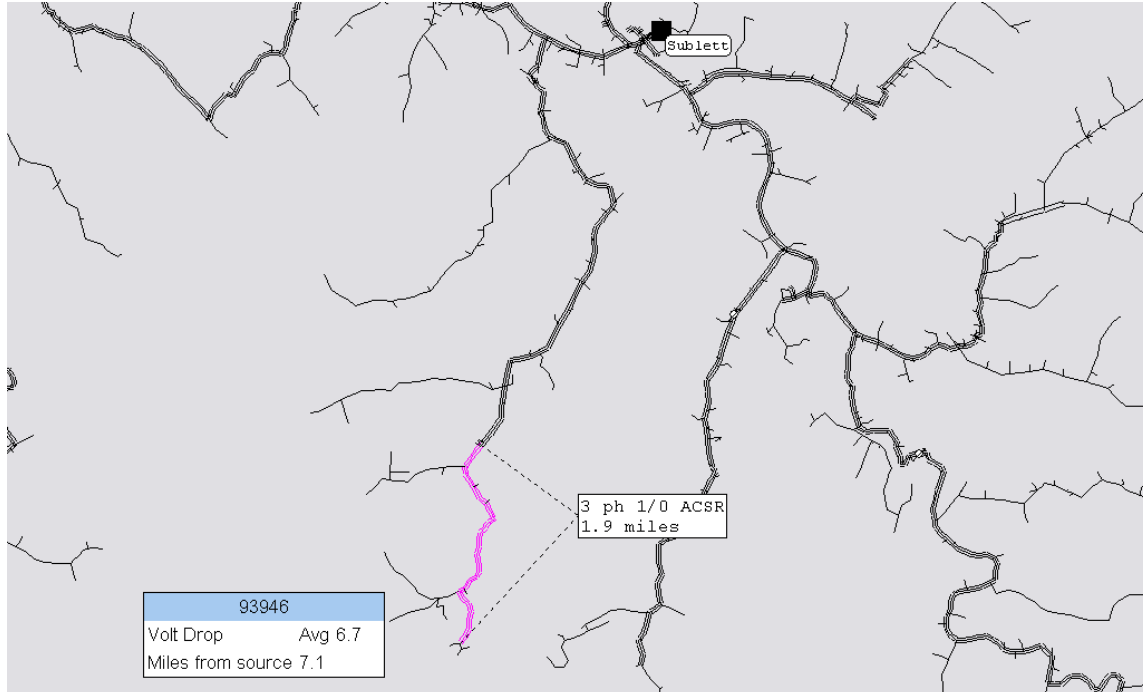 Sublett
3 ph 1/0 ACSR
1.9 miles
93946
Volt Drop Avg 6.7
Miles from source 7.1